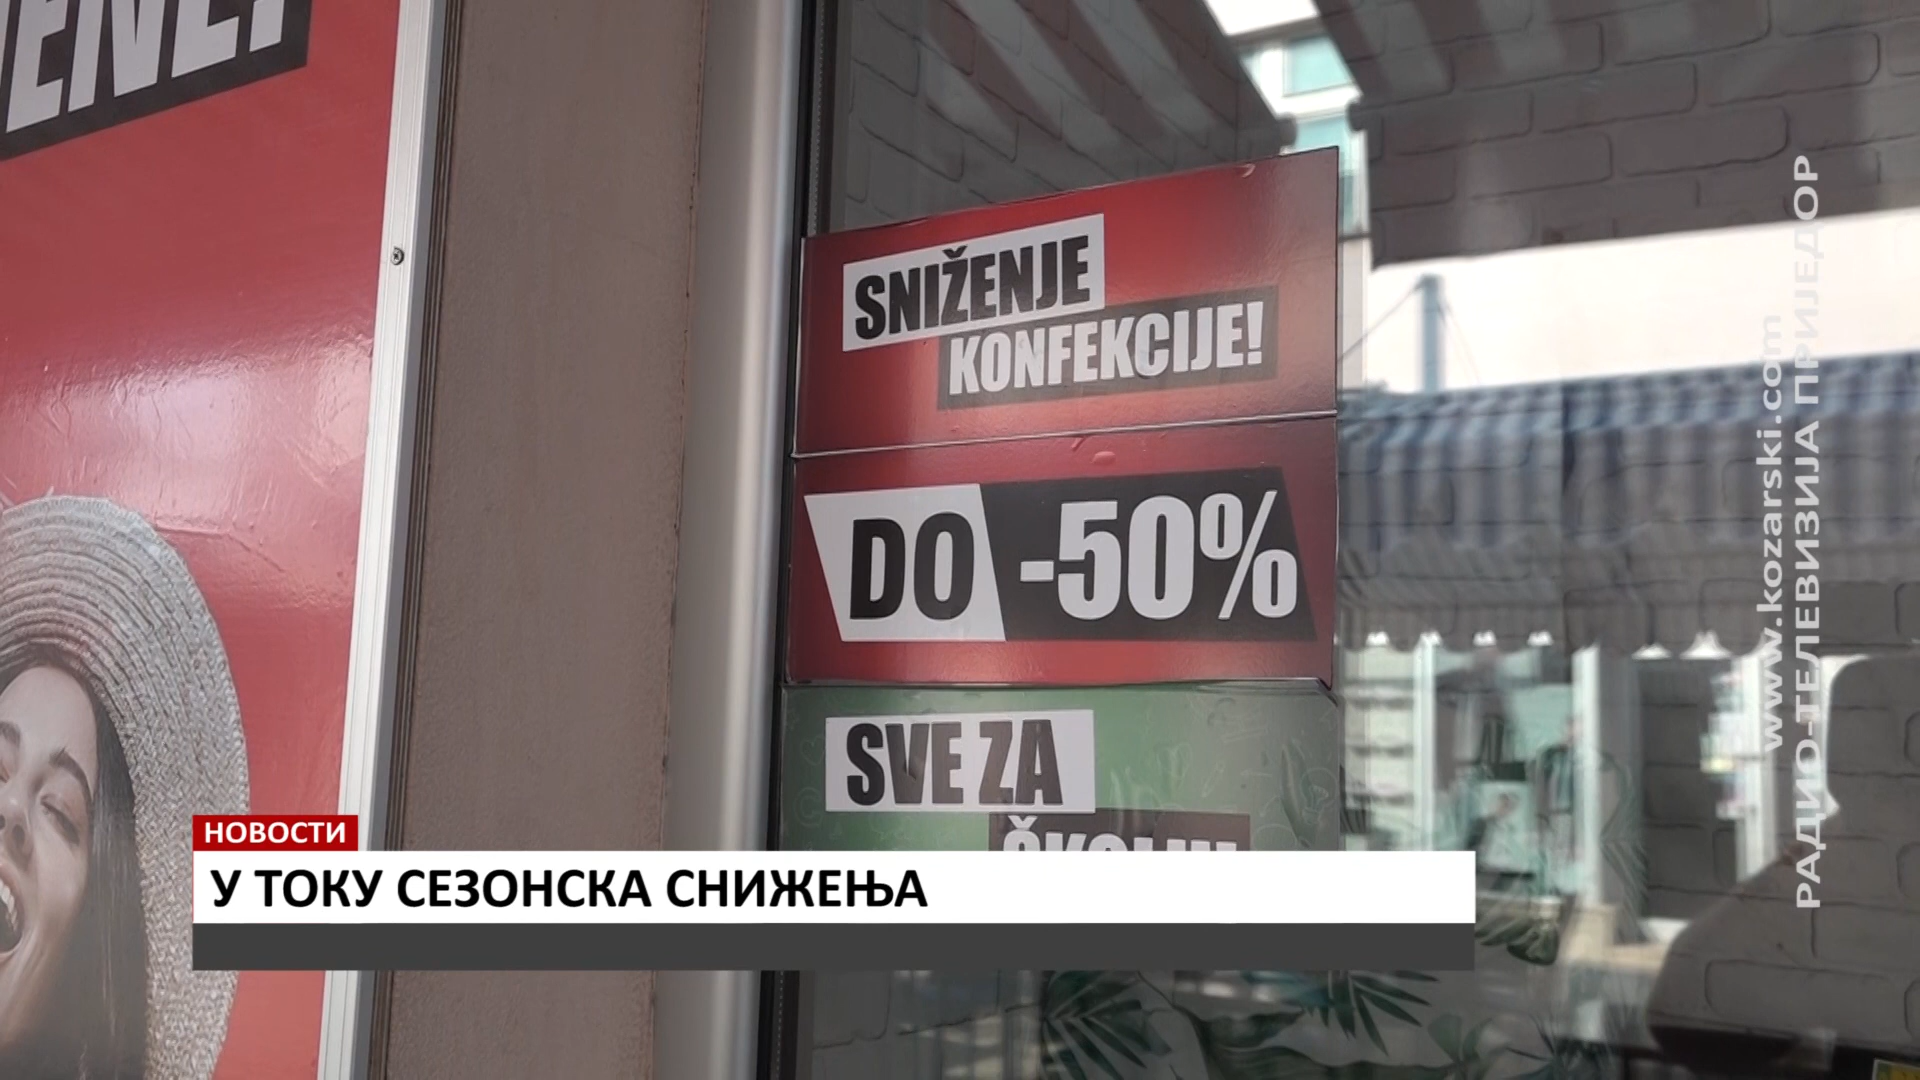 SNIŽENJE
KONFEKCIJE!
DO -50%
SVE ZA
НОВОСТИ
У ТОКУ СЕЗОНСКА СНИЖЕЊА
www.kozarski.com
РАДИО-ТЕЛЕВИЗИЈА ПРИЈЕДОР